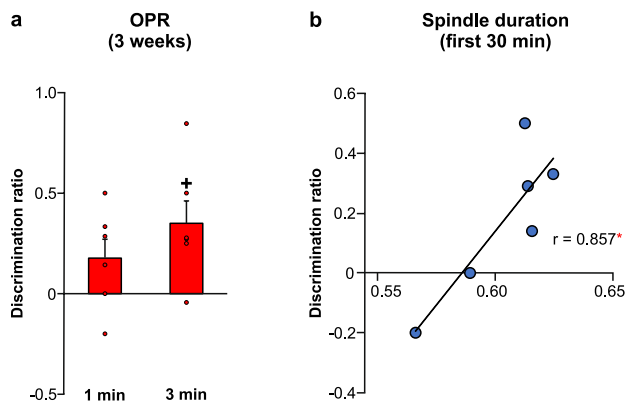 a
OPR
(3 weeks)
Discrimination ratio
1.0
0.5
0
-0.5
+
1 min
3 min
b
Spindle duration
(first 30 min)
Discrimination ratio
0.6
0.4
0.2
0
-0.2
-0.4
0.55
0.60
0.65
r = 0.857*